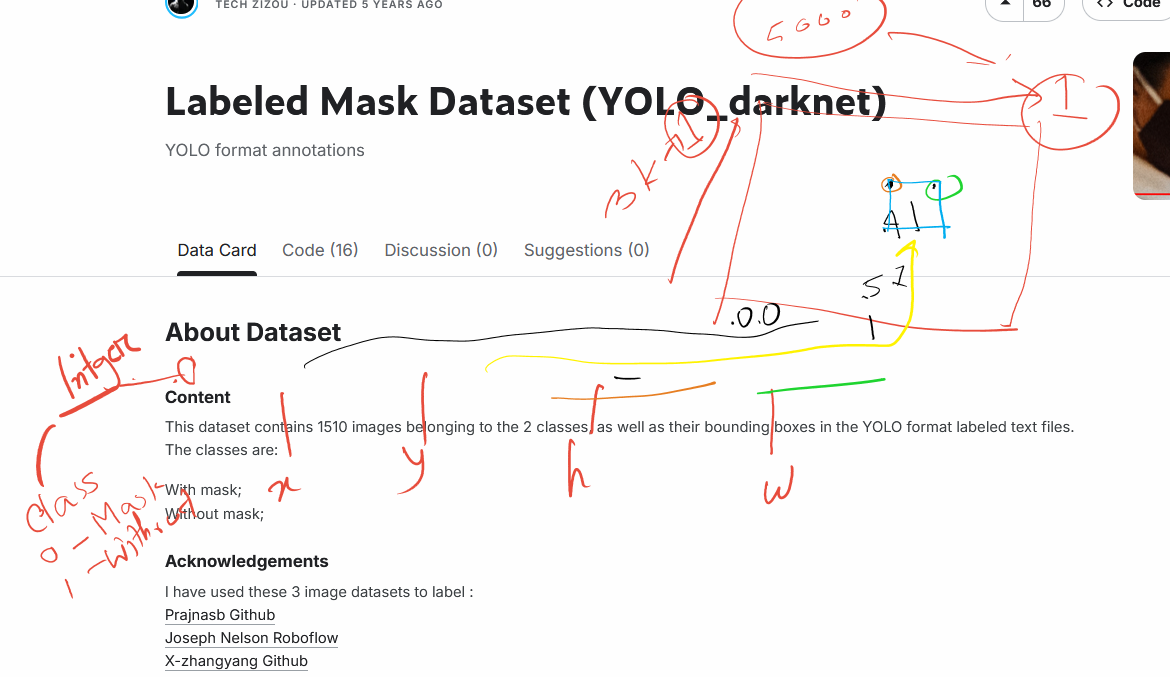 TECH ZIZOU · UPDATED 5 YEARS AGO
66
Code
5000
Labeled Mask Dataset (YOLO_darknet)
1
1
YOLO format annotations
Data Card
Code (16)
Discussion (0)
Suggestions (0)
.51
.0.0
1
About Dataset
Intger
.0
Content
This dataset contains 1510 images belonging to the 2 classes, as well as their bounding boxes in the YOLO format labeled text files.
The classes are:
x
y
h
w
With mask;
Without mask;
class
0 - Mask
1 - without
Acknowledgements
I have used these 3 image datasets to label :
Prajnasb Github
Joseph Nelson Roboflow
X-zhangyang Github